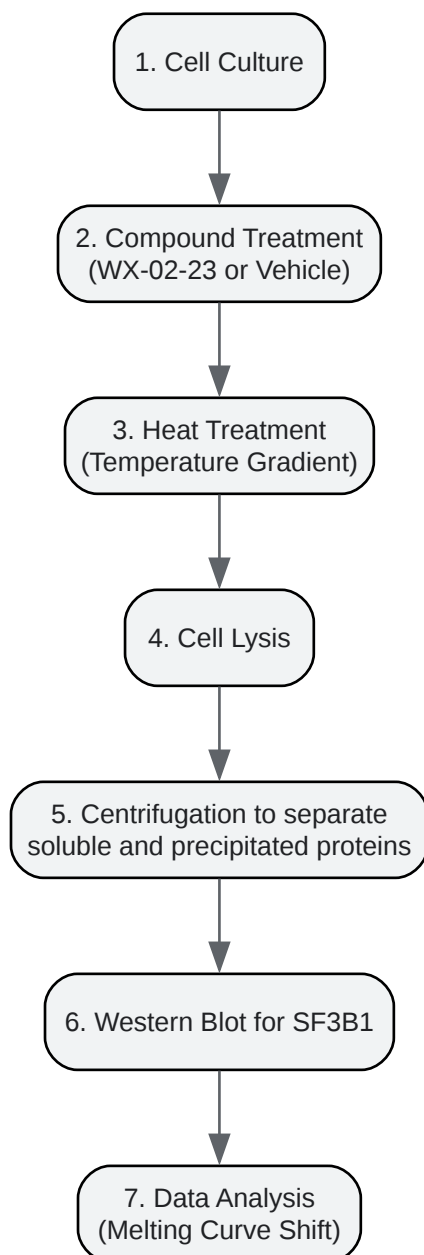 1. Cell Culture
2. Compound Treatment
(WX-02-23 or Vehicle)
3. Heat Treatment
(Temperature Gradient)
4. Cell Lysis
5. Centrifugation to separate
soluble and precipitated proteins
6. Western Blot for SF3B1
7. Data Analysis
(Melting Curve Shift)